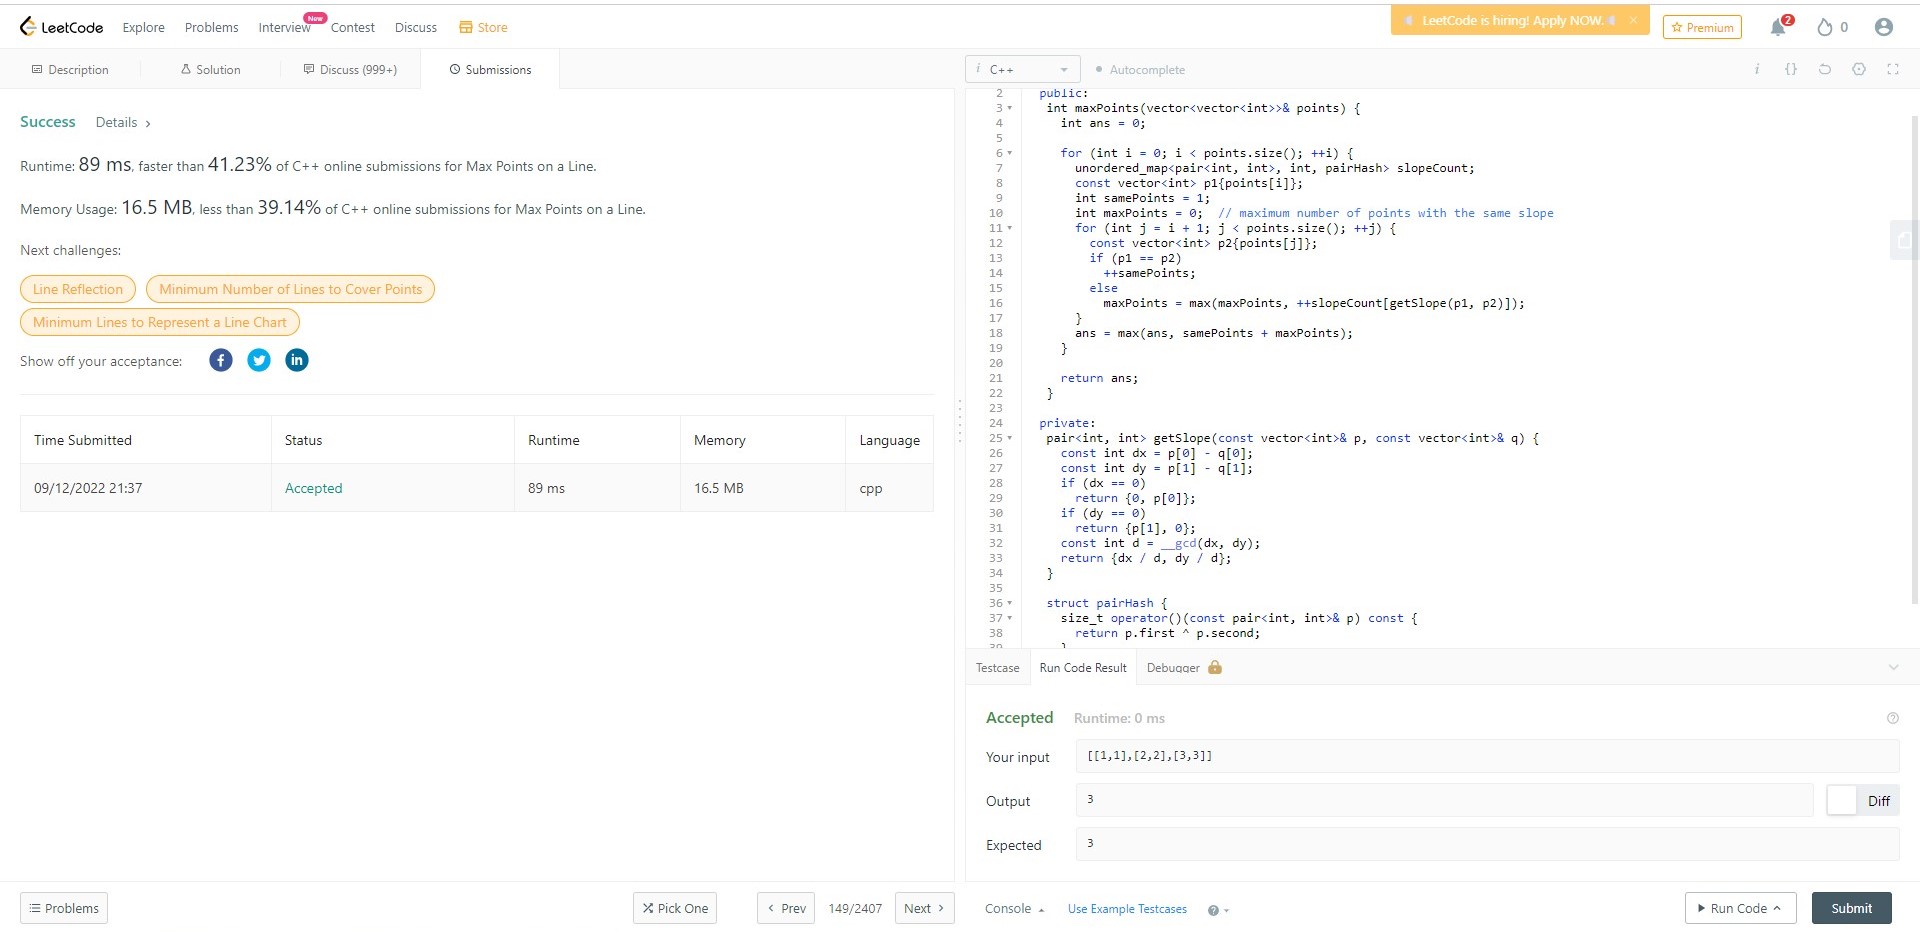 LeetCode Explore Problems Interview New Contest Discuss Store LeetCode is hiring! Apply NOW. × Premium 2 0
Description Solution Discuss (999+) Submissions
i C++ Autocomplete i {}
Success Details >
Runtime: 89 ms, faster than 41.23% of C++ online submissions for Max Points on a Line.
Memory Usage: 16.5 MB, less than 39.14% of C++ online submissions for Max Points on a Line.
Next challenges:
Line Reflection Minimum Number of Lines to Cover Points
Minimum Lines to Represent a Line Chart
Show off your acceptance:
Time Submitted Status Runtime Memory Language
09/12/2022 21:37 Accepted 89 ms 16.5 MB cpp
2 public:
3 int maxPoints(vector<vector<int>>& points) {
4 int ans = 0;
5
6 for (int i = 0; i < points.size(); ++i) {
7 unordered_map<pair<int, int>, int, pairHash> slopeCount;
8 const vector<int> p1{points[i]};
9 int samePoints = 1;
10 int maxPoints = 0;  // maximum number of points with the same slope
11 for (int j = i + 1; j < points.size(); ++j) {
12 const vector<int> p2{points[j]};
13 if (p1 == p2)
14 ++samePoints;
15 else
16 maxPoints = max(maxPoints, ++slopeCount[getSlope(p1, p2)]);
17 }
18 ans = max(ans, samePoints + maxPoints);
19 }
20
21 return ans;
22 }
23
24 private:
25 pair<int, int> getSlope(const vector<int>& p, const vector<int>& q) {
26 const int dx = p[0] - q[0];
27 const int dy = p[1] - q[1];
28 if (dx == 0)
29 return {0, p[0]};
30 if (dy == 0)
31 return {p[1], 0};
32 const int d = __gcd(dx, dy);
33 return {dx / d, dy / d};
34 }
35
36 struct pairHash {
37 size_t operator()(const pair<int, int>& p) const {
38 return p.first ^ p.second;
39 }
Testcase Run Code Result Debugger
Accepted Runtime: 0 ms
Your input [[1,1],[2,2],[3,3]]
Output 3 Diff
Expected 3
Problems Pick One < Prev 149/2407 Next > Console Use Example Testcases Run Code Submit